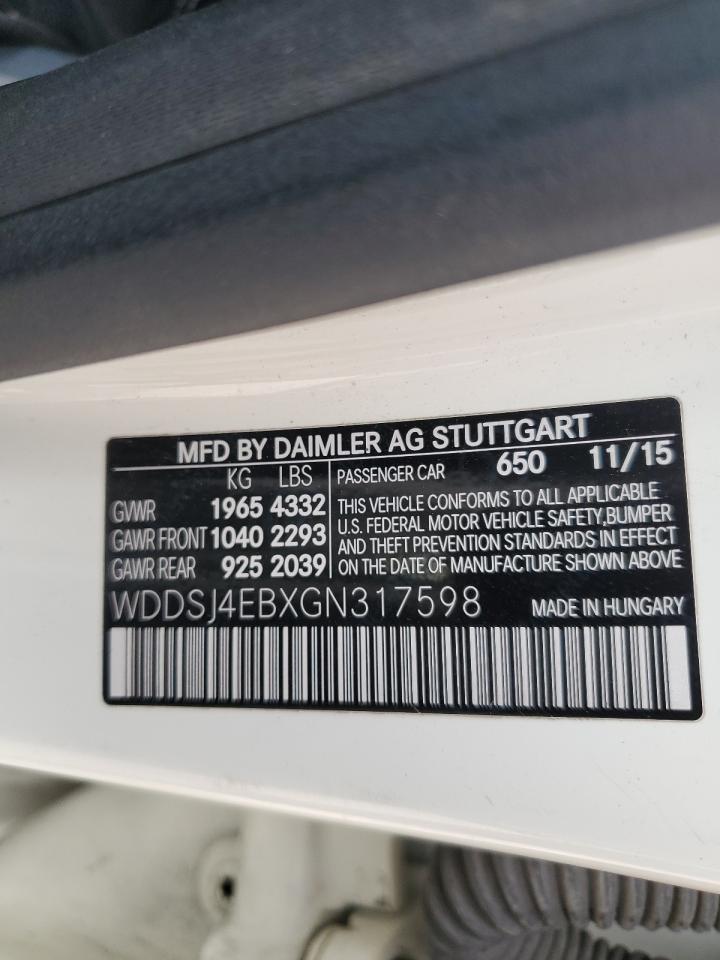 MFD BY DAIMLER AG STUTTGART
KG LBS PASSENGER CAR 650 11/15
GVWR 1965 4332 THIS VEHICLE CONFORMS TO ALL APPLICABLE
GAWR FRONT 1040 2293 U.S. FEDERAL MOTOR VEHICLE SAFETY,BUMPER
GAWR REAR 925 2039 AND THEFT PREVENTION STANDARDS IN EFFECT
ON THE DATE OF MANUFACTURE SHOWN ABOVE
WDDSJ4EBXGN317598 MADE IN HUNGARY